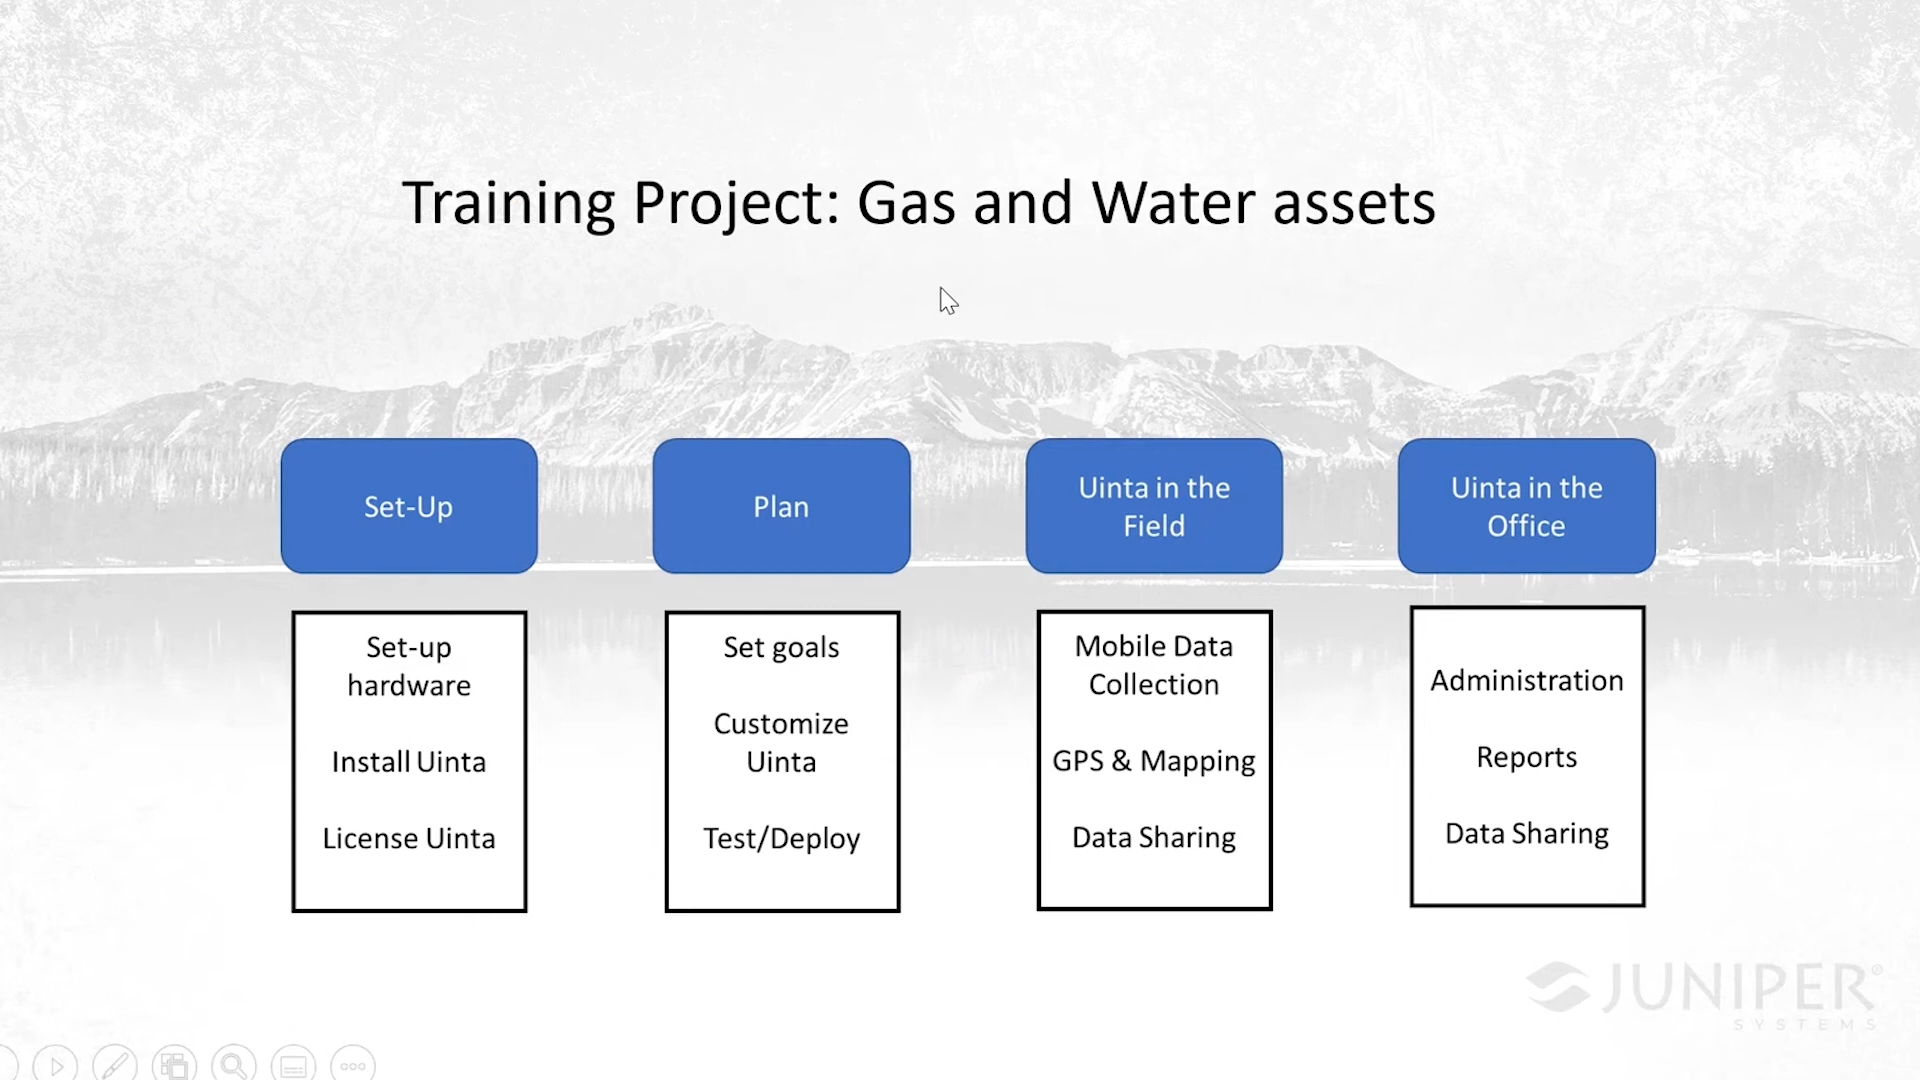 Training Project: Gas and Water assets
Set-Up
Plan
Uinta in the
Field
Uinta in the
Office
Set-up
hardware
Install Uinta
License Uinta
Set goals
Customize
Uinta
Test/Deploy
Mobile Data
Collection
GPS & Mapping
Data Sharing
Administration
Reports
Data Sharing
JUNIPER®
SYSTEMS